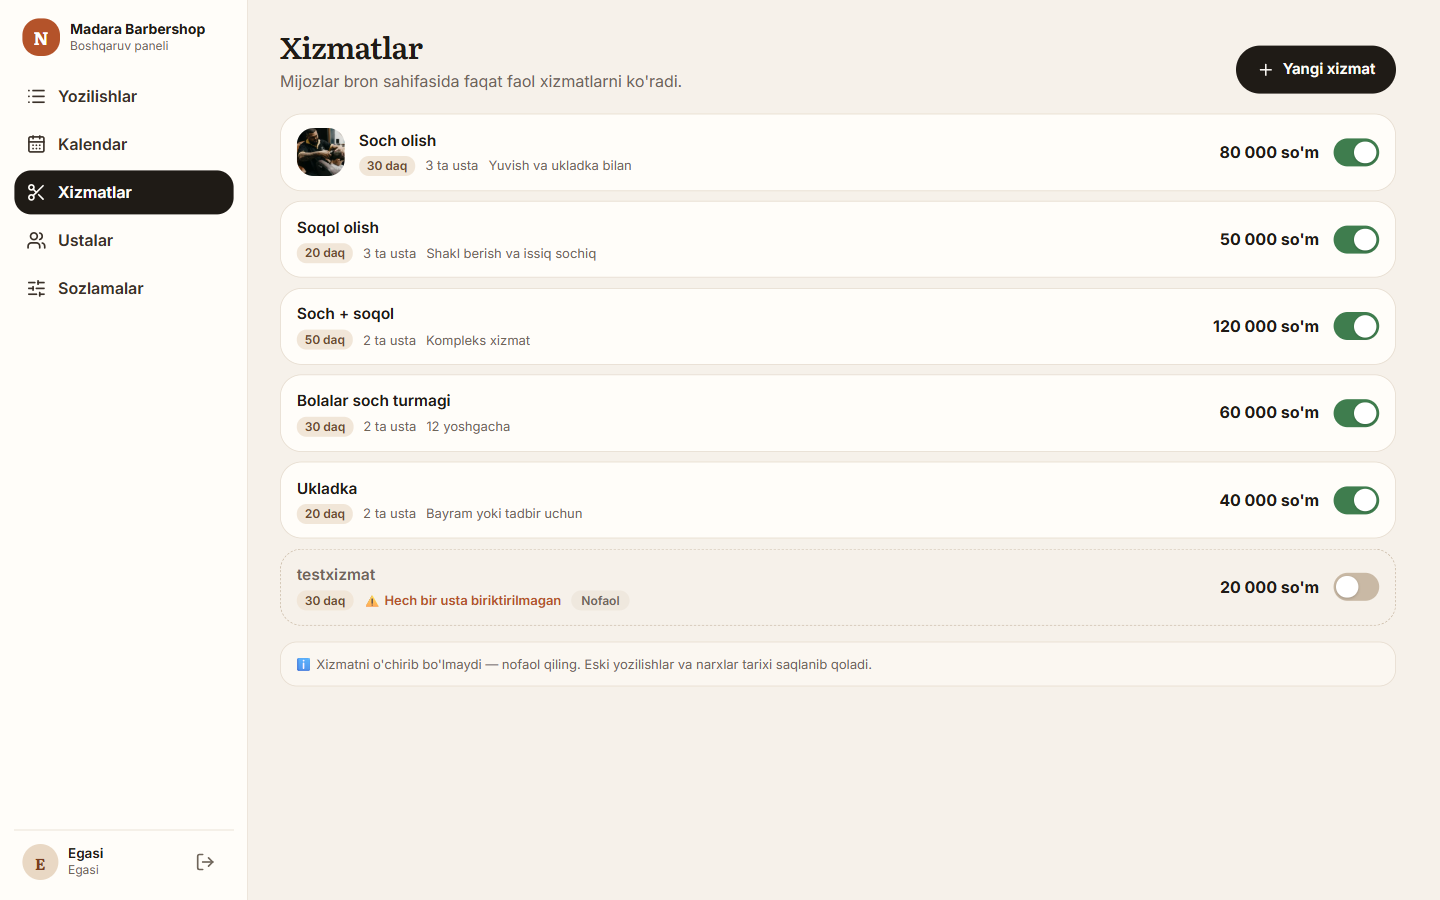 N
Madara Barbershop
Boshqaruv paneli
Yozilishlar
Kalendar
Xizmatlar
Ustalar
Sozlamalar
E
Egasi
Egasi
Xizmatlar
Mijozlar bron sahifasida faqat faol xizmatlarni ko'radi.
+ Yangi xizmat
Soch olish
30 daq 3 ta usta Yuvish va ukladka bilan
80 000 so'm
Soqol olish
20 daq 3 ta usta Shakl berish va issiq sochiq
50 000 so'm
Soch + soqol
50 daq 2 ta usta Kompleks xizmat
120 000 so'm
Bolalar soch turmagi
30 daq 2 ta usta 12 yoshgacha
60 000 so'm
Ukladka
20 daq 2 ta usta Bayram yoki tadbir uchun
40 000 so'm
testxizmat
30 daq ⚠️ Hech bir usta biriktirilmagan Nofaol
20 000 so'm
ℹ️ Xizmatni o'chirib bo'lmaydi — nofaol qiling. Eski yozilishlar va narxlar tarixi saqlanib qoladi.